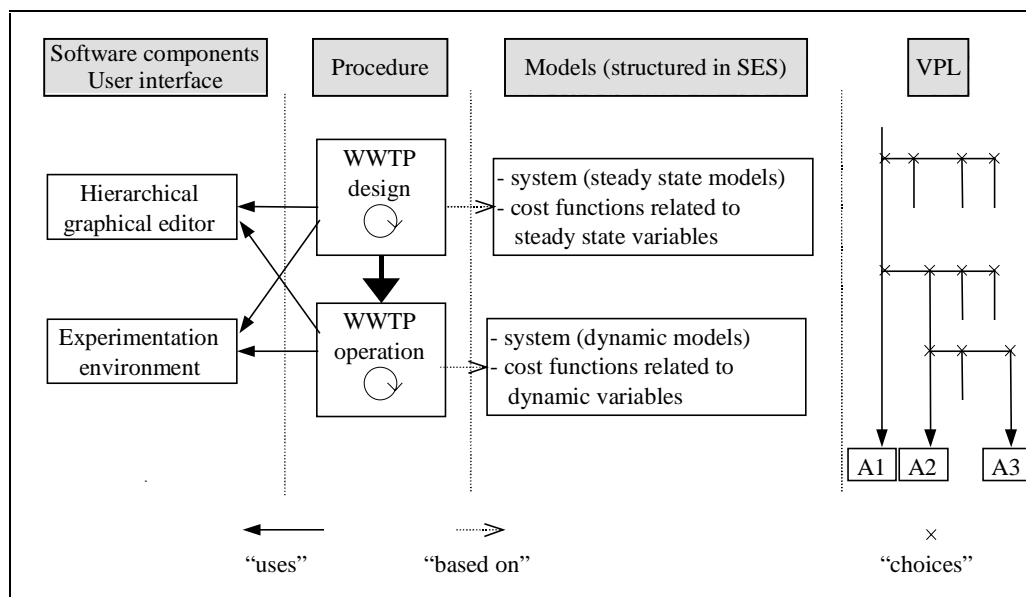 Software components
User interface
Procedure
Models (structured in SES)
VPL
WWTP
design
Hierarchical
graphical editor
- system (steady state models)
- cost functions related to
steady state variables
WWTP
operation
Experimentation
environment
- system (dynamic models)
- cost functions related to
dynamic variables
A1
A2
A3
“uses”
“based on”
“choices”